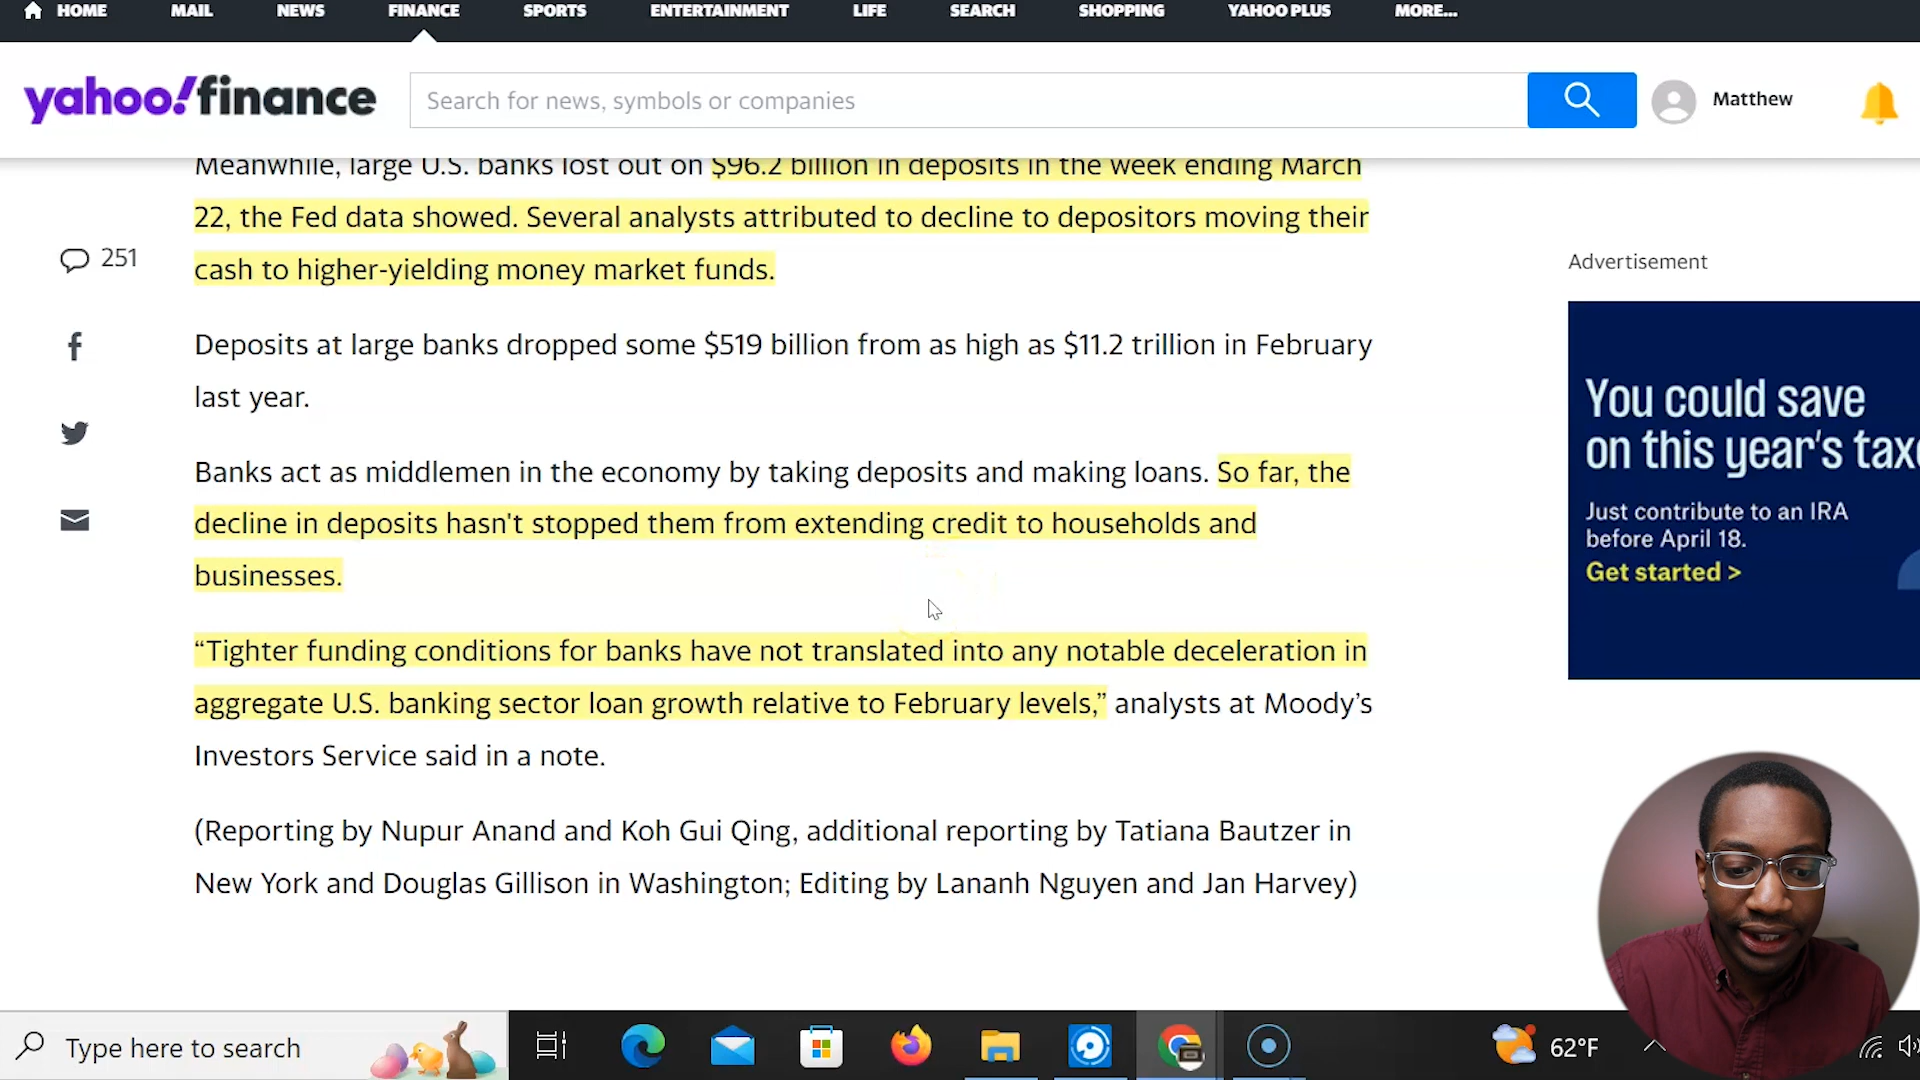 HOME MAIL NEWS FINANCE SPORTS ENTERTAINMENT LIFE SEARCH SHOPPING YAHOO PLUS MORE...
yahoo!finance
Search for news, symbols or companies
Matthew
Meanwhile, large U.S. banks lost out on $96.2 billion in deposits in the week ending March
22, the Fed data showed. Several analysts attributed to decline to depositors moving their
cash to higher-yielding money market funds.
251
Deposits at large banks dropped some $519 billion from as high as $11.2 trillion in February
last year.
Banks act as middlemen in the economy by taking deposits and making loans. So far, the
decline in deposits hasn't stopped them from extending credit to households and
businesses.
“Tighter funding conditions for banks have not translated into any notable deceleration in
aggregate U.S. banking sector loan growth relative to February levels,” analysts at Moody’s
Investors Service said in a note.
(Reporting by Nupur Anand and Koh Gui Qing, additional reporting by Tatiana Bautzer in
New York and Douglas Gillison in Washington; Editing by Lananh Nguyen and Jan Harvey)
Advertisement
You could save
on this year's taxe
Just contribute to an IRA
before April 18.
Get started >
Type here to search
62°F